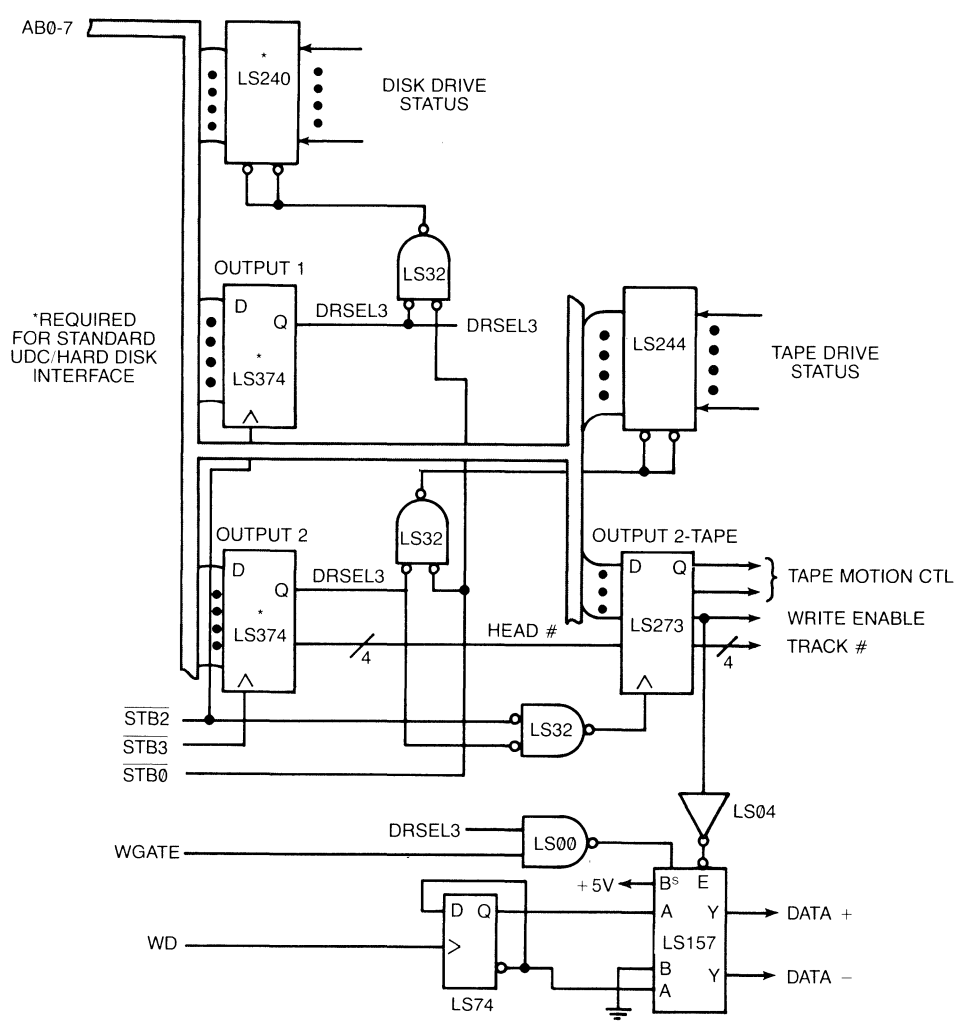 AB0-7
*
LS240
DISK DRIVE
STATUS
LS32
OUTPUT 1
D
Q
*
LS374
DRSEL3
DRSEL3
*REQUIRED
FOR STANDARD
UDC/HARD DISK
INTERFACE
LS244
TAPE DRIVE
STATUS
LS32
OUTPUT 2
D
Q
*
LS374
DRSEL3
HEAD #
4
OUTPUT 2-TAPE
D Q
LS273
TAPE MOTION CTL
WRITE ENABLE
TRACK #
4
STB2
STB3
STB0
LS32
LS04
DRSEL3
WGATE
LS00
+5V
B S E
A Y
DATA +
LS157
B
A
Y
DATA −
WD
D Q
LS74